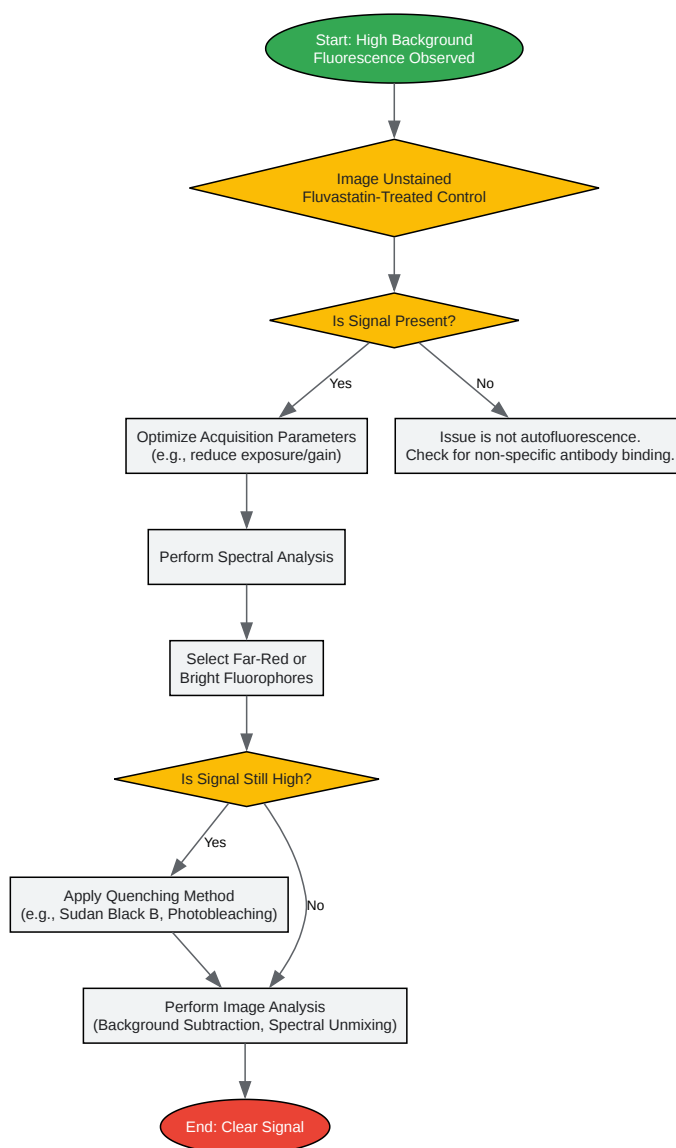 Start: High Background
Fluorescence Observed
Image Unstained
Fluvastatin-Treated Control
Is Signal Present?
Yes
No
Optimize Acquisition Parameters
(e.g., reduce exposure/gain)
Issue is not autofluorescence.
Check for non-specific antibody binding.
Perform Spectral Analysis
Select Far-Red or
Bright Fluorophores
Is Signal Still High?
Yes
Apply Quenching Method
(e.g., Sudan Black B, Photobleaching)
No
Perform Image Analysis
(Background Subtraction, Spectral Unmixing)
End: Clear Signal